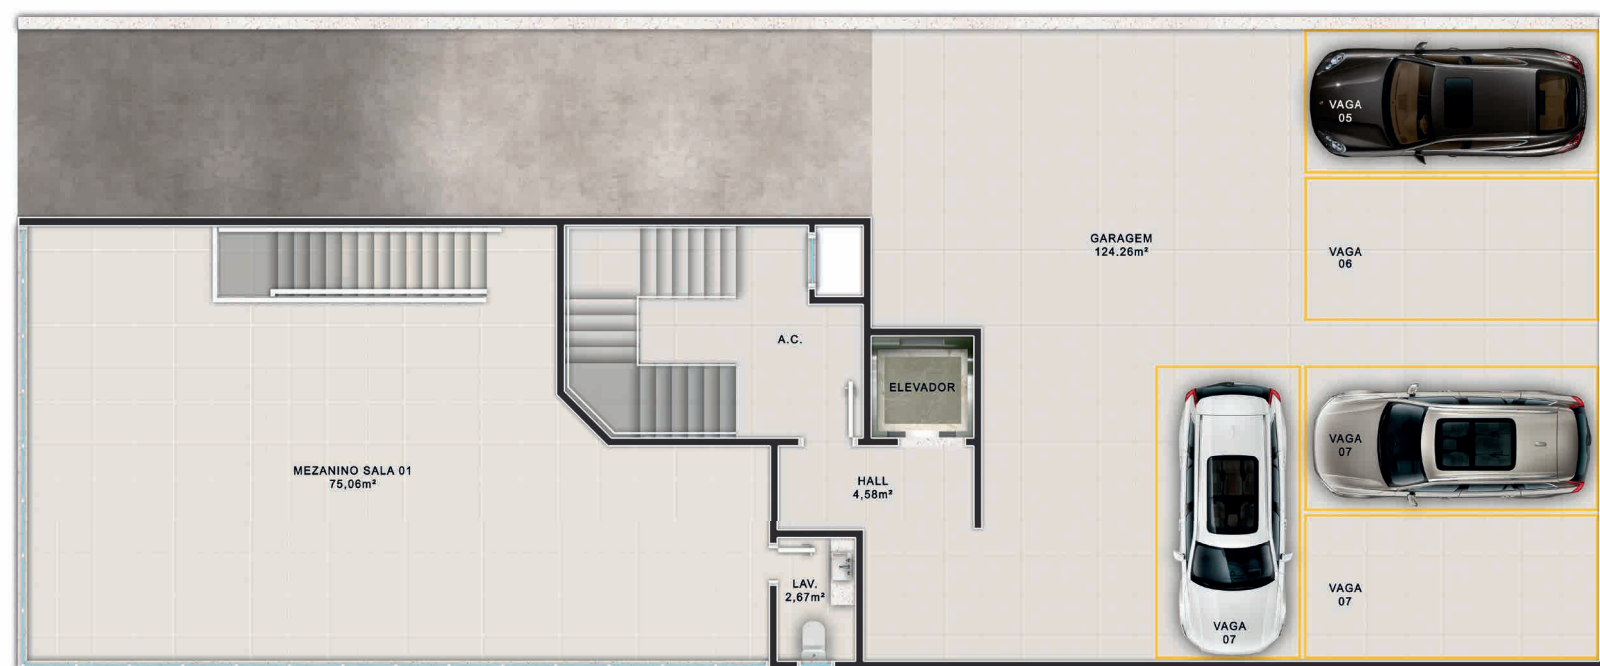 VAGA
05
GARAGEM
124.26m²
VAGA
06
A.C.
ELEVADOR
MEZANINO SALA 01
75,06m²
HALL
4,58m²
VAGA
07
LAV.
2,67m²
VAGA
07
VAGA
07